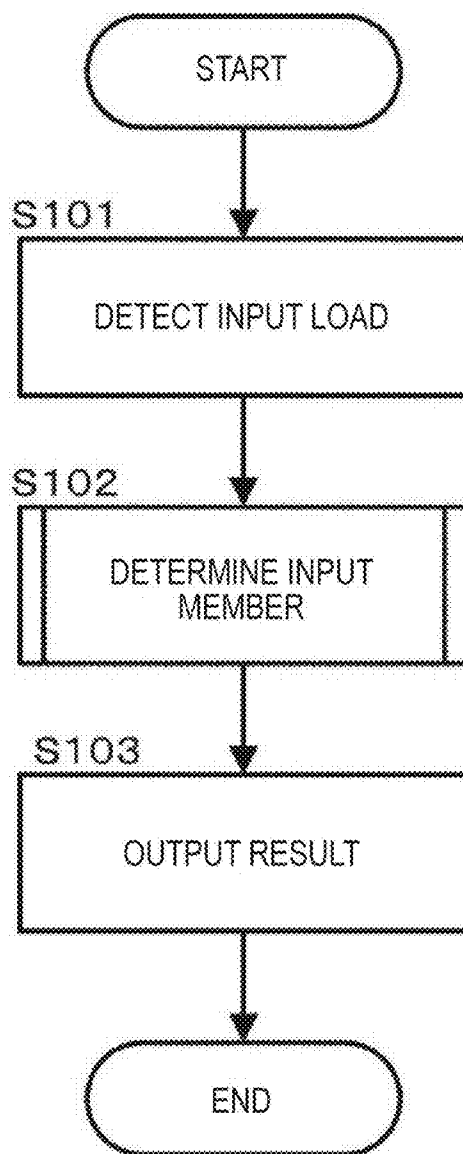 START
S101
DETECT INPUT LOAD
S102
DETERMINE INPUT
MEMBER
S103
OUTPUT RESULT
END